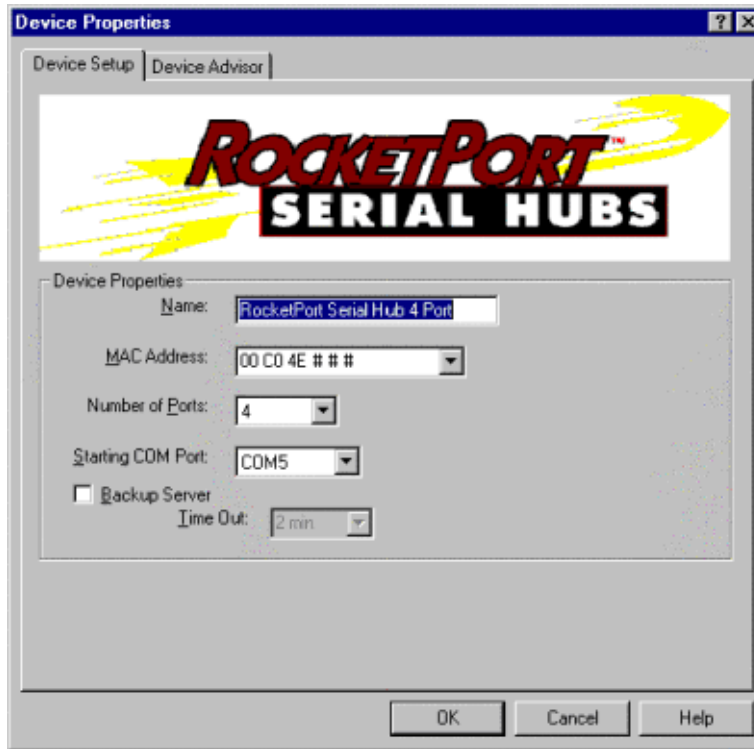 Device Properties
Device Setup Device Advisor
ROCKETPORT™
SERIAL HUBS
Device Properties
Name: RocketPort Serial Hub 4 Port
MAC Address: 00 C0 4E # # #
Number of Ports: 4
Starting COM Port: COM5
Backup Server
Time Out: 2 min
OK Cancel Help